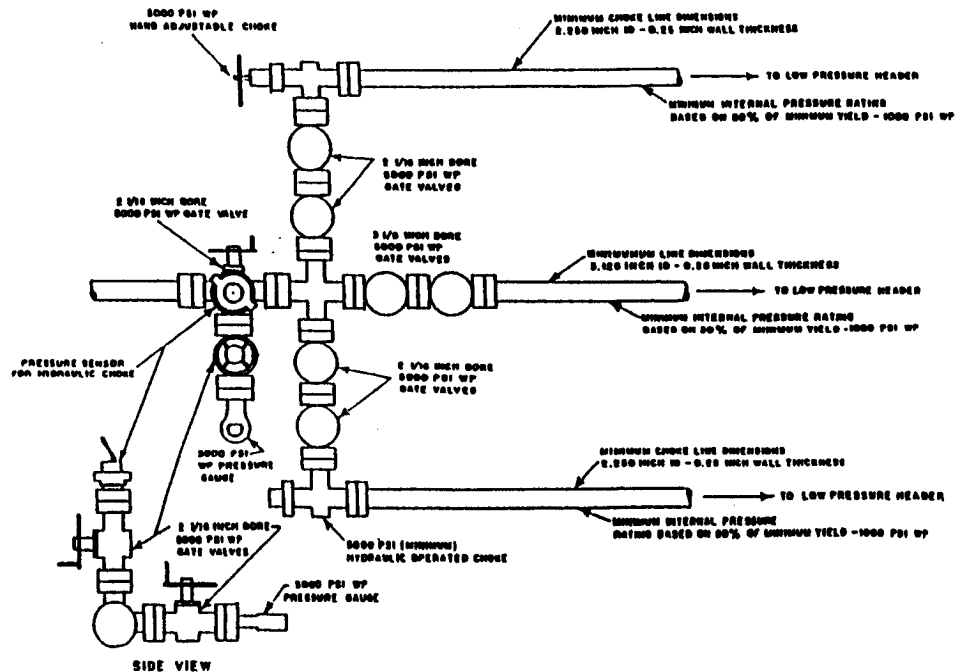 5000 PSI WP
HAND ADJUSTABLE CHOKE
MINIMUM CHOKE LINE DIMENSIONS
2.250 INCH ID - 0.25 INCH WALL THICKNESS
TO LOW PRESSURE HEADER
MINIMUM INTERNAL PRESSURE RATING
BASED ON 80% OF MINIMUM YIELD - 1000 PSI WP
2 1/16 INCH BORE
5000 PSI WP
GATE VALVES
2 1/16 INCH BORE
5000 PSI WP GATE VALVE
3 1/8 INCH BORE
5000 PSI WP
GATE VALVES
LINE DIMENSIONS
INCH ID - INCH WALL THICKNESS
TO LOW PRESSURE HEADER
MINIMUM INTERNAL PRESSURE RATING
BASED ON 80% OF MINIMUM YIELD - 1000 PSI WP
PRESSURE SENSOR
FOR HYDRAULIC CHOKE
2 1/16 INCH BORE
5000 PSI WP
GATE VALVES
5000 PSI
WP PRESSURE
GAUGE
MINIMUM CHOKE LINE DIMENSIONS
2.250 INCH ID - 0.25 INCH WALL THICKNESS
TO LOW PRESSURE HEADER
MINIMUM INTERNAL PRESSURE
RATING BASED ON 80% OF MINIMUM YIELD - 1000 PSI WP
2 1/16 INCH BORE
5000 PSI WP
GATE VALVES
5000 PSI (MINIMUM)
HYDRAULIC OPERATED CHOKE
5000 PSI WP
PRESSURE GAUGE
SIDE VIEW